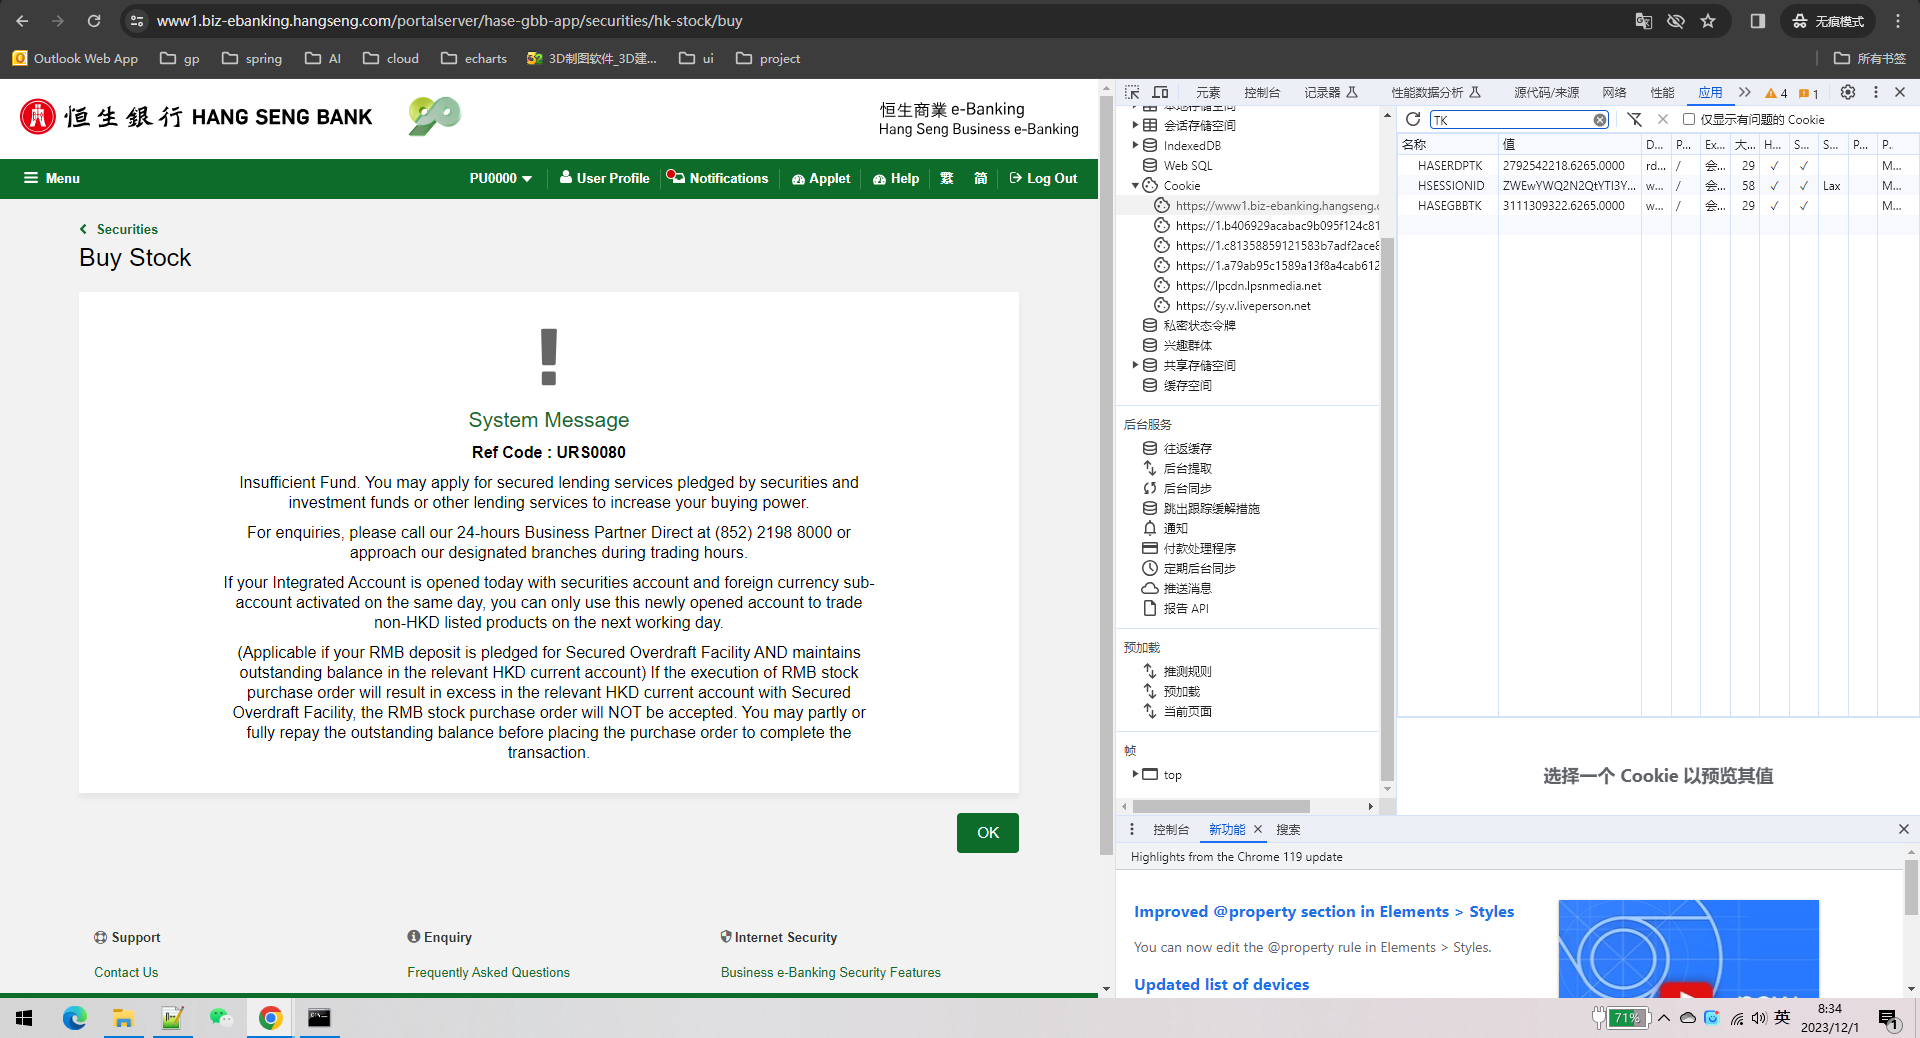 www1.biz-ebanking.hangseng.com/portalserver/hase-gbb-app/securities/hk-stock/buy
无痕模式
Outlook Web App
gp
spring
AI
cloud
echarts
3D制图软件_3D建...
ui
project
所有书签
恒生銀行 HANG SENG BANK
90
恒生商業 e-Banking
Hang Seng Business e-Banking
Menu
PU0000
User Profile
Notifications
Applet
Help
繁
简
Log Out
Securities
Buy Stock
System Message
Ref Code : URS0080
Insufficient Fund. You may apply for secured lending services pledged by securities and
investment funds or other lending services to increase your buying power.
For enquiries, please call our 24-hours Business Partner Direct at (852) 2198 8000 or
approach our designated branches during trading hours.
If your Integrated Account is opened today with securities account and foreign currency sub-
account activated on the same day, you can only use this newly opened account to trade
non-HKD listed products on the next working day.
(Applicable if your RMB deposit is pledged for Secured Overdraft Facility AND maintains
outstanding balance in the relevant HKD current account) If the execution of RMB stock
purchase order will result in excess in the relevant HKD current account with Secured
Overdraft Facility, the RMB stock purchase order will NOT be accepted. You may partly or
fully repay the outstanding balance before placing the purchase order to complete the
transaction.
OK
Support
Enquiry
Internet Security
Contact Us
Frequently Asked Questions
Business e-Banking Security Features
元素
控制台
记录器
性能数据分析
源代码/来源
网络
性能
应用
4
1
本地存储空间
会话存储空间
IndexedDB
Web SQL
Cookie
https://www1.biz-ebanking.hangseng.c
https://1.b406929acabac9b095f124c81
https://1.c81358859121583b7adf2ace8
https://1.a79ab95c1589a13f8a4cab612
https://lpcdn.lpsnmedia.net
https://sy.v.liveperson.net
私密状态令牌
兴趣群体
共享存储空间
缓存空间
后台服务
往返缓存
后台提取
后台同步
跳出跟踪缓解措施
通知
付款处理程序
定期后台同步
推送消息
报告 API
预加载
推测规则
预加载
当前页面
帧
top
TK
仅显示有问题的 Cookie
名称 值 D... P... Ex... 大... H... S... S... P... P.
HASERDPTK 2792542218.6265.0000 rd... / 会... 29 ✓ ✓ M...
HSESSIONID ZWEwYWQ2N2QtYTI3Y... w... / 会... 58 ✓ ✓ Lax M...
HASEGBBTK 3111309322.6265.0000 w... / 会... 29 ✓ ✓ M...
选择一个 Cookie 以预览其值
控制台
新功能
搜索
Highlights from the Chrome 119 update
Improved @property section in Elements > Styles
You can now edit the @property rule in Elements > Styles.
Updated list of devices
71%
英
8:34
2023/12/1
1